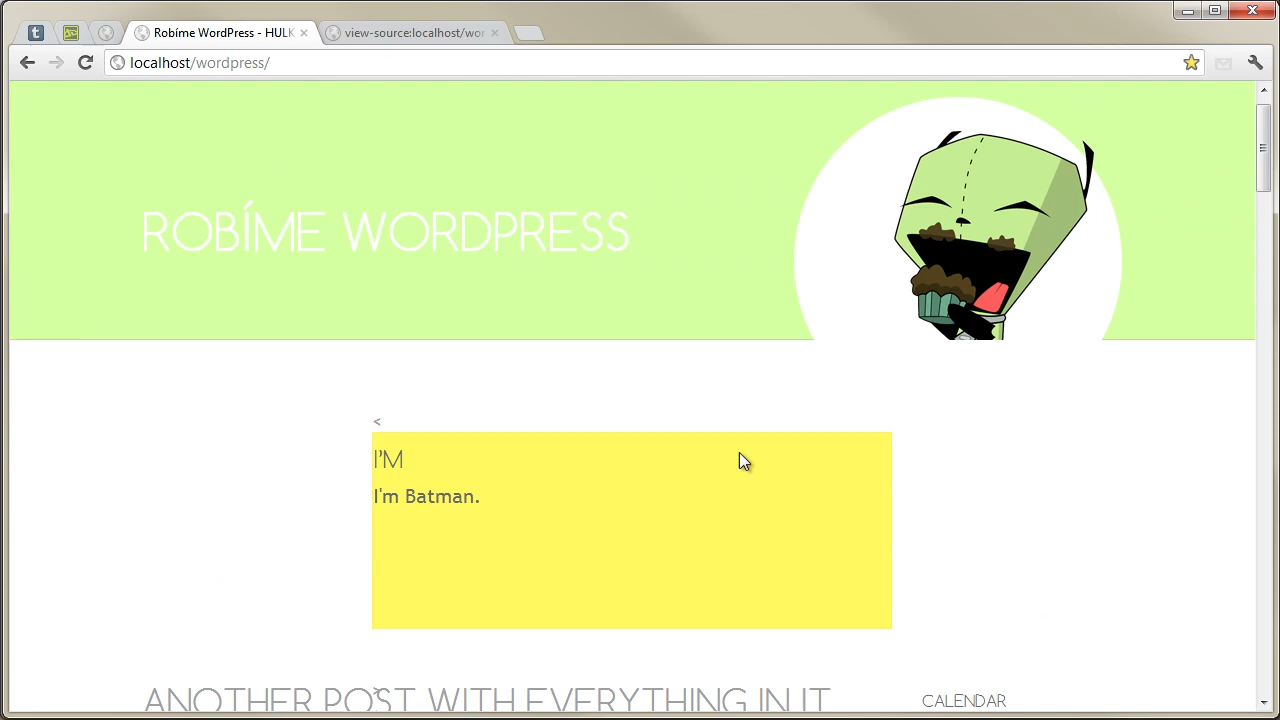 Robíme WordPress - HULK
view-source:localhost/wor
localhost/wordpress/
ROBÍME WORDPRESS
<
I'M
I'm Batman.
ANOTHER POST WITH EVERYTHING IN IT
CALENDAR